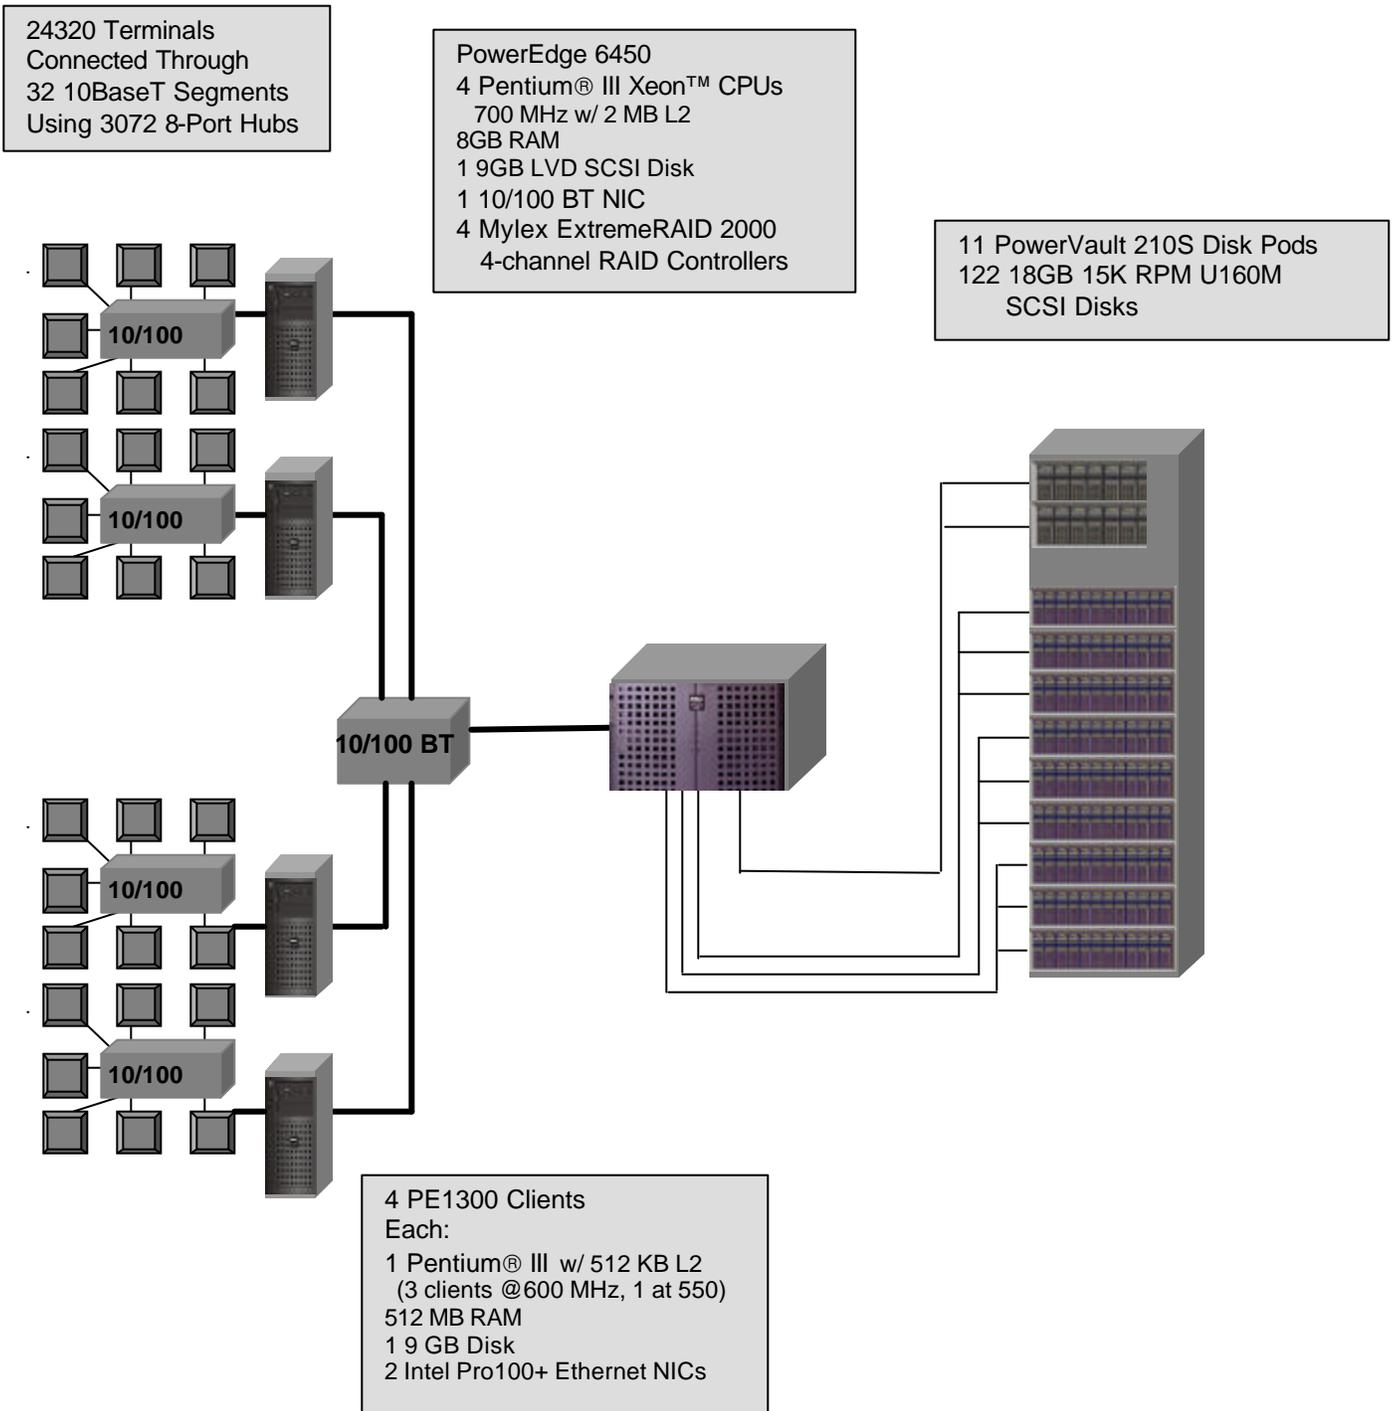 24320 Terminals
Connected Through
32 10BaseT Segments
Using 3072 8-Port Hubs
PowerEdge 6450
4 Pentium® III Xeon™ CPUs
700 MHz w/ 2 MB L2
8GB RAM
1 9GB LVD SCSI Disk
1 10/100 BT NIC
4 Mylex ExtremeRAID 2000
4-channel RAID Controllers
11 PowerVault 210S Disk Pods
122 18GB 15K RPM U160M
SCSI Disks
10/100
10/100
10/100 BT
10/100
10/100
4 PE1300 Clients
Each:
1 Pentium® III w/ 512 KB L2
(3 clients @600 MHz, 1 at 550)
512 MB RAM
1 9 GB Disk
2 Intel Pro100+ Ethernet NICs